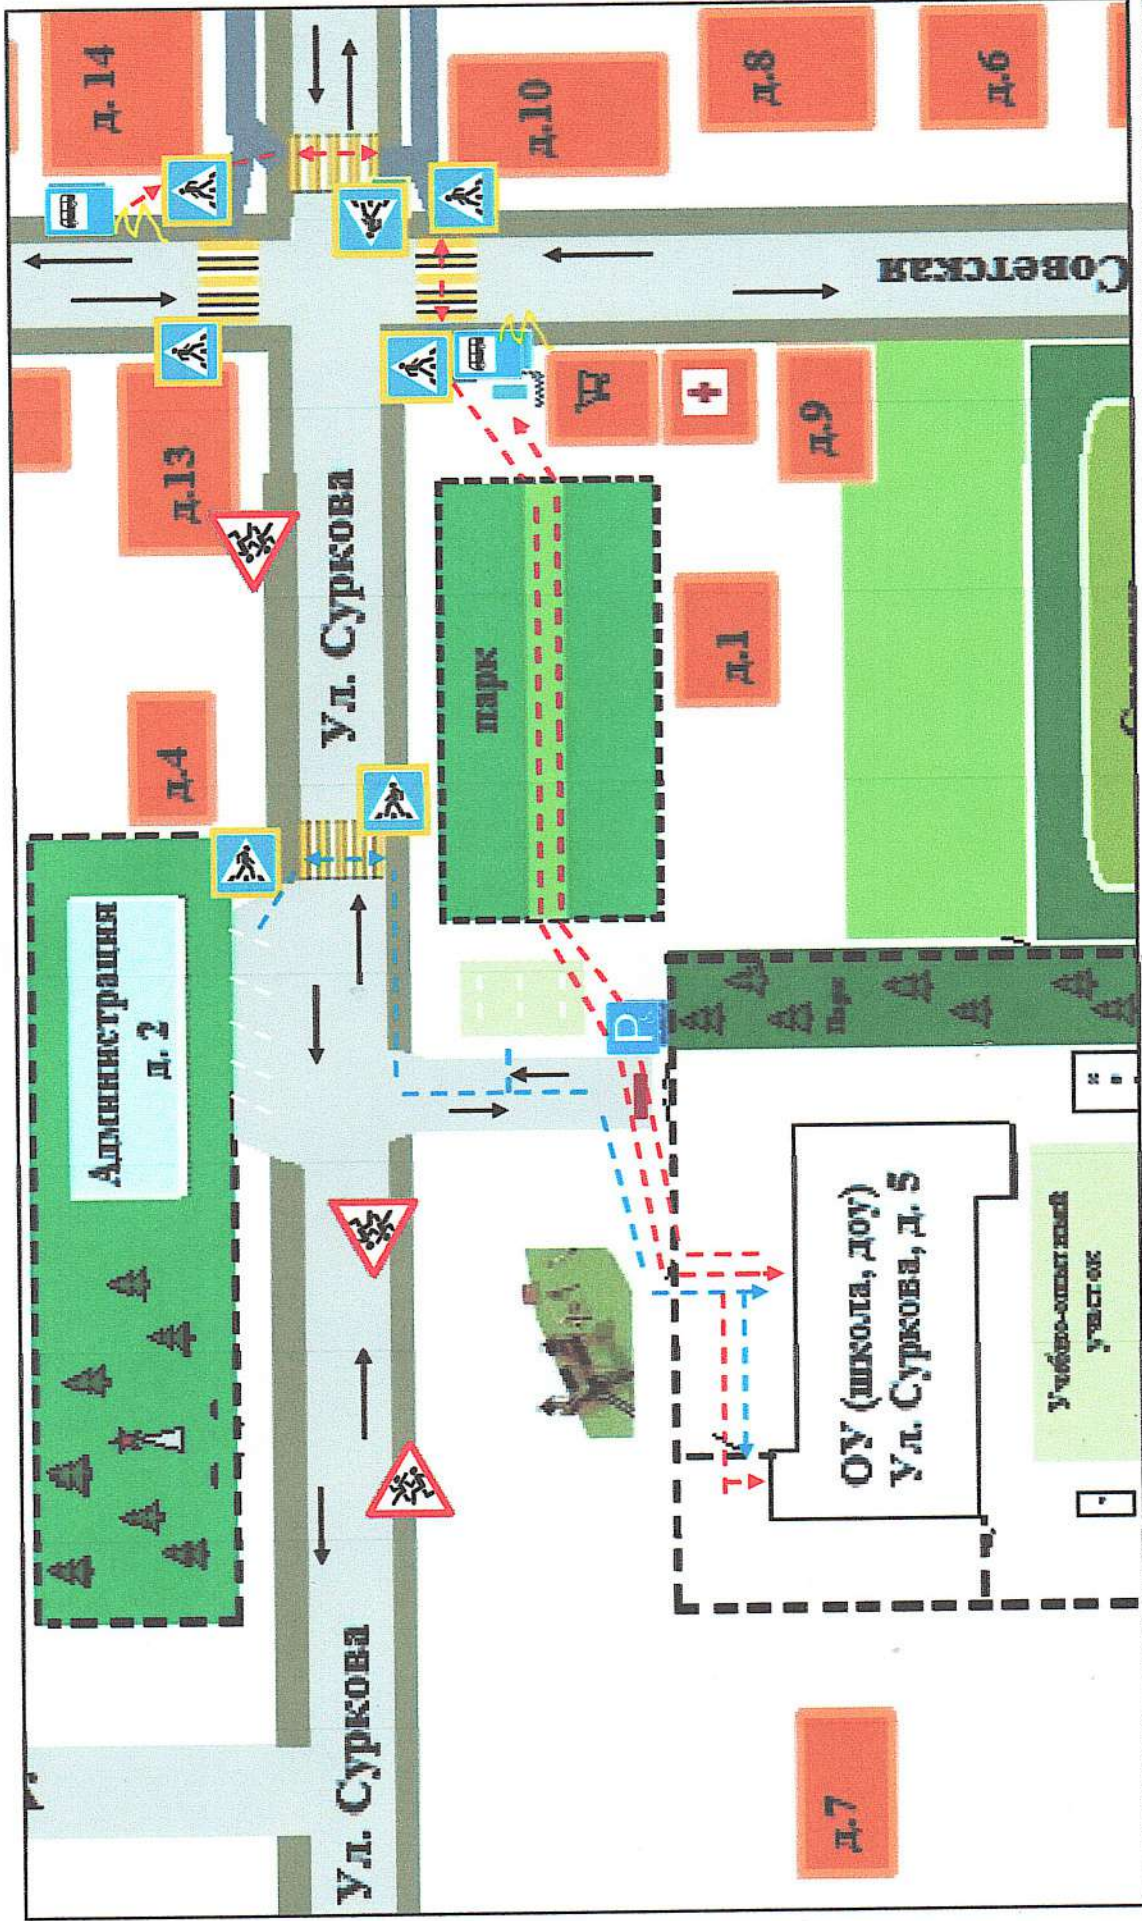 д. 14
д.10
д.8
д.6
Советская
д.13
Ул. Суркова
д.9
парк
д.1
д.4
Администрация
д. 2
P
Парк
ОУ (школа, доу)
Ул. Суркова, д. 5
Учебно-опытный
участок
Ул. Суркова
д.7